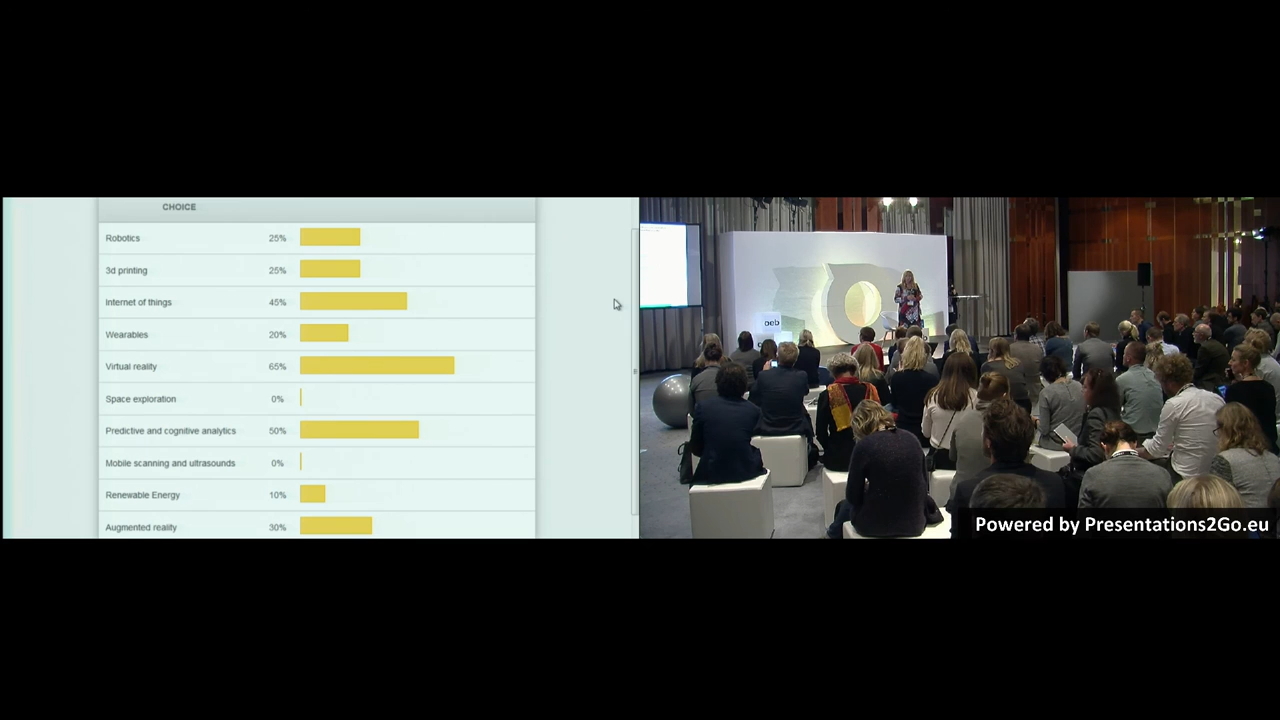 CHOICE
Robotics 25%
3d printing 25%
Internet of things 45%
Wearables 20%
Virtual reality 65%
Space exploration 0%
Predictive and cognitive analytics 50%
Mobile scanning and ultrasounds 0%
Renewable Energy 10%
Augmented reality 30%
oeb
Powered by Presentations2Go.eu